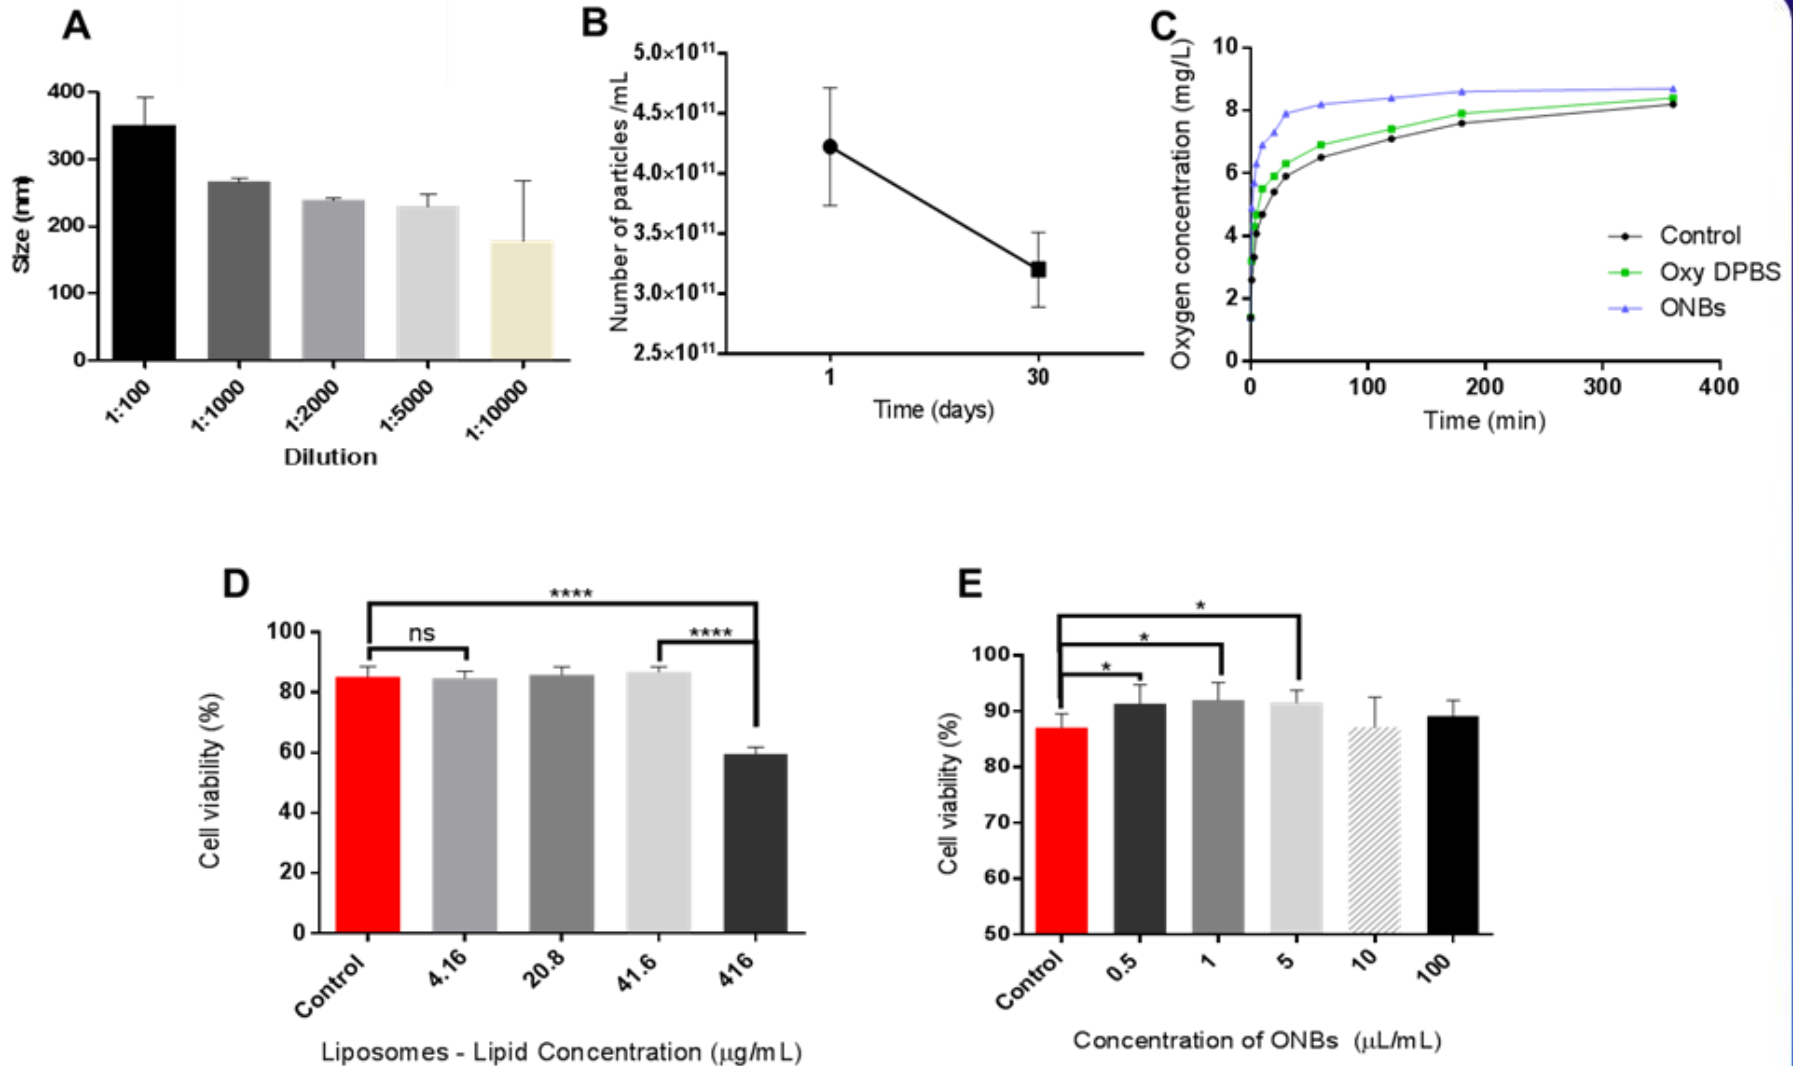 A
400
300
200
100
0
Size (nm)
1:100
1:1000
1:2000
1:5000
1:10000
Dilution
B
5.0×10¹¹
4.5×10¹¹
4.0×10¹¹
3.5×10¹¹
3.0×10¹¹
2.5×10¹¹
Number of particles /mL
1
30
Time (days)
C
10
8
6
4
2
0
Oxygen concentration (mg/L)
Control
Oxy DPBS
ONBs
0
100
200
300
400
Time (min)
D
****
ns
****
100
80
60
40
20
0
Cell viability (%)
Control
4.16
20.8
41.6
416
Liposomes - Lipid Concentration (μg/mL)
E
*
*
*
100
90
80
70
60
50
Cell viability (%)
Control
0.5
1
5
10
100
Concentration of ONBs (μL/mL)